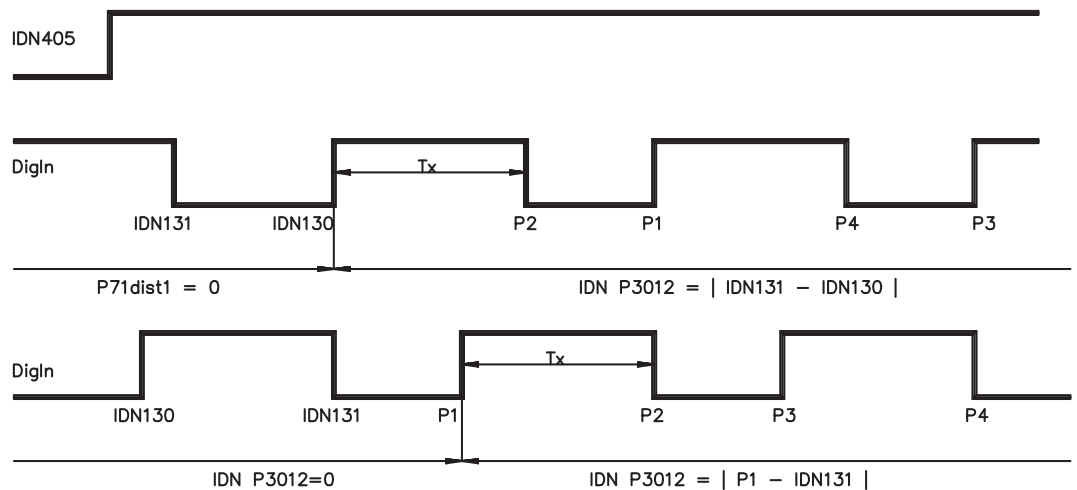 IDN405
DigIn
Tx
IDN131 IDN130 P2 P1 P4 P3
P71dist1 = 0 IDN P3012 = | IDN131 − IDN130 |
DigIn
Tx
IDN130 IDN131 P1 P2 P3 P4
IDN P3012=0 IDN P3012 = | P1 − IDN131 |